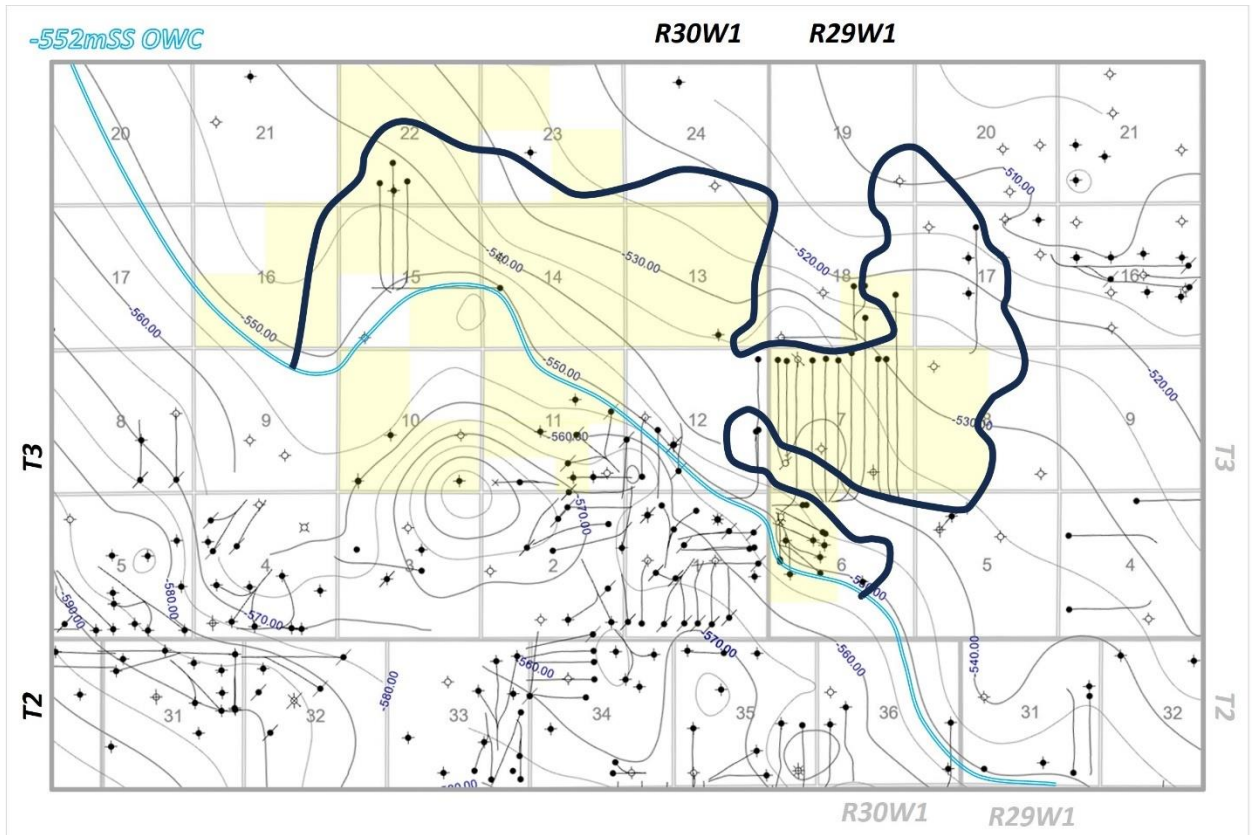 -552mSS OWC
R30W1 R29W1
20 21 22 23 24 19 20 21
-510.00
-540.00 -530.00 -520.00
17 16 15 14 13 18 17 16
-560.00 -550.00 -550.00 -520.00
T3 8 9 10 11 12 7 8 9 T3
-560.00 -530.00
-570.00
5 4 3 2 1 6 5 4
-590.00 -580.00 -570.00 -550.00
-570.00 -560.00 -540.00
-560.00
-580.00
T2 31 32 33 34 35 36 31 32 T2
R30W1 R29W1